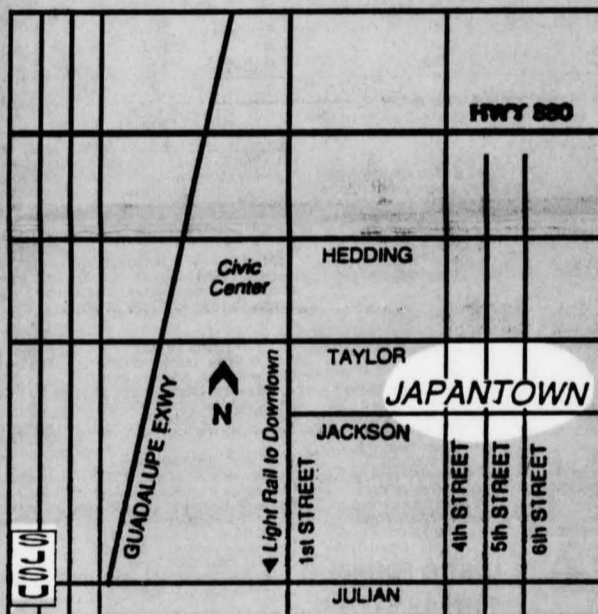 HWY 880
HEDDING
Civic
Center
TAYLOR
JAPANTOWN
JACKSON
N
GUADALUPE EXWY
◄ Light Rail to Downtown
1st STREET
4th STREET
5th STREET
6th STREET
SJSU
JULIAN